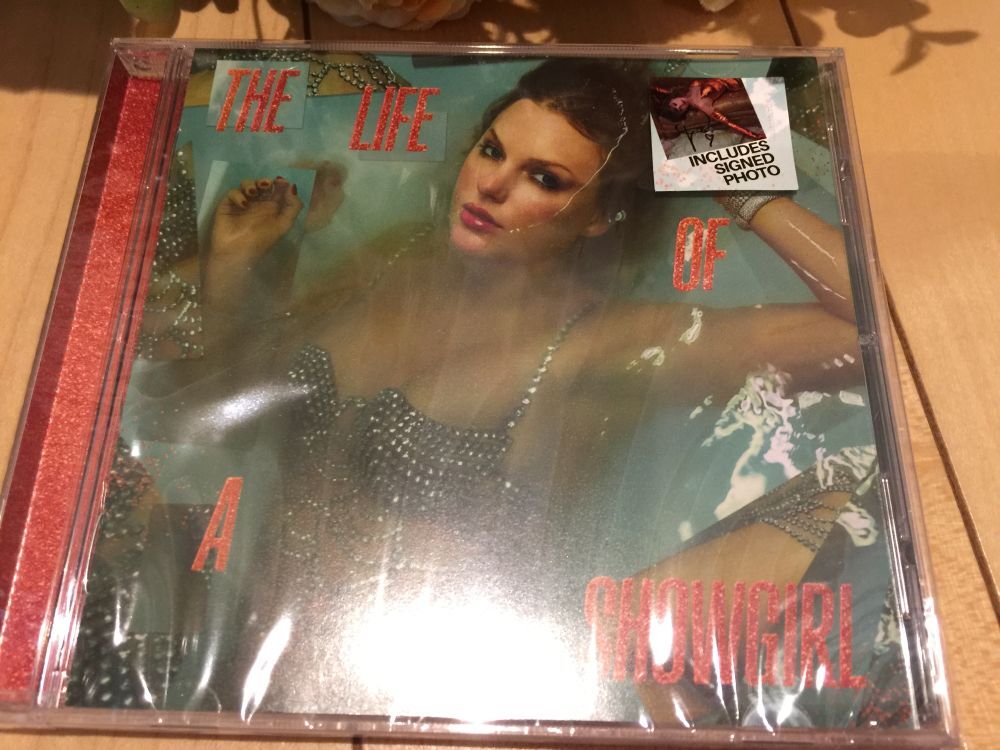 THE
LIFE
OF
A
SHOWGIRL
INCLUDES
SIGNED
PHOTO